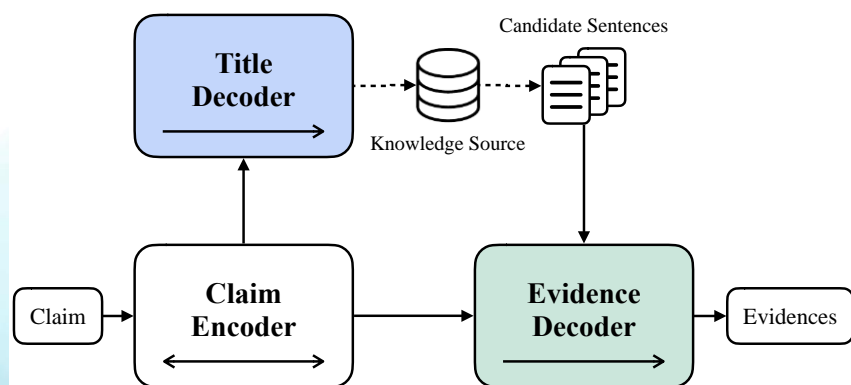 Candidate Sentences
Title
Decoder
Knowledge Source
Claim
Claim
Encoder
Evidence
Decoder
Evidences